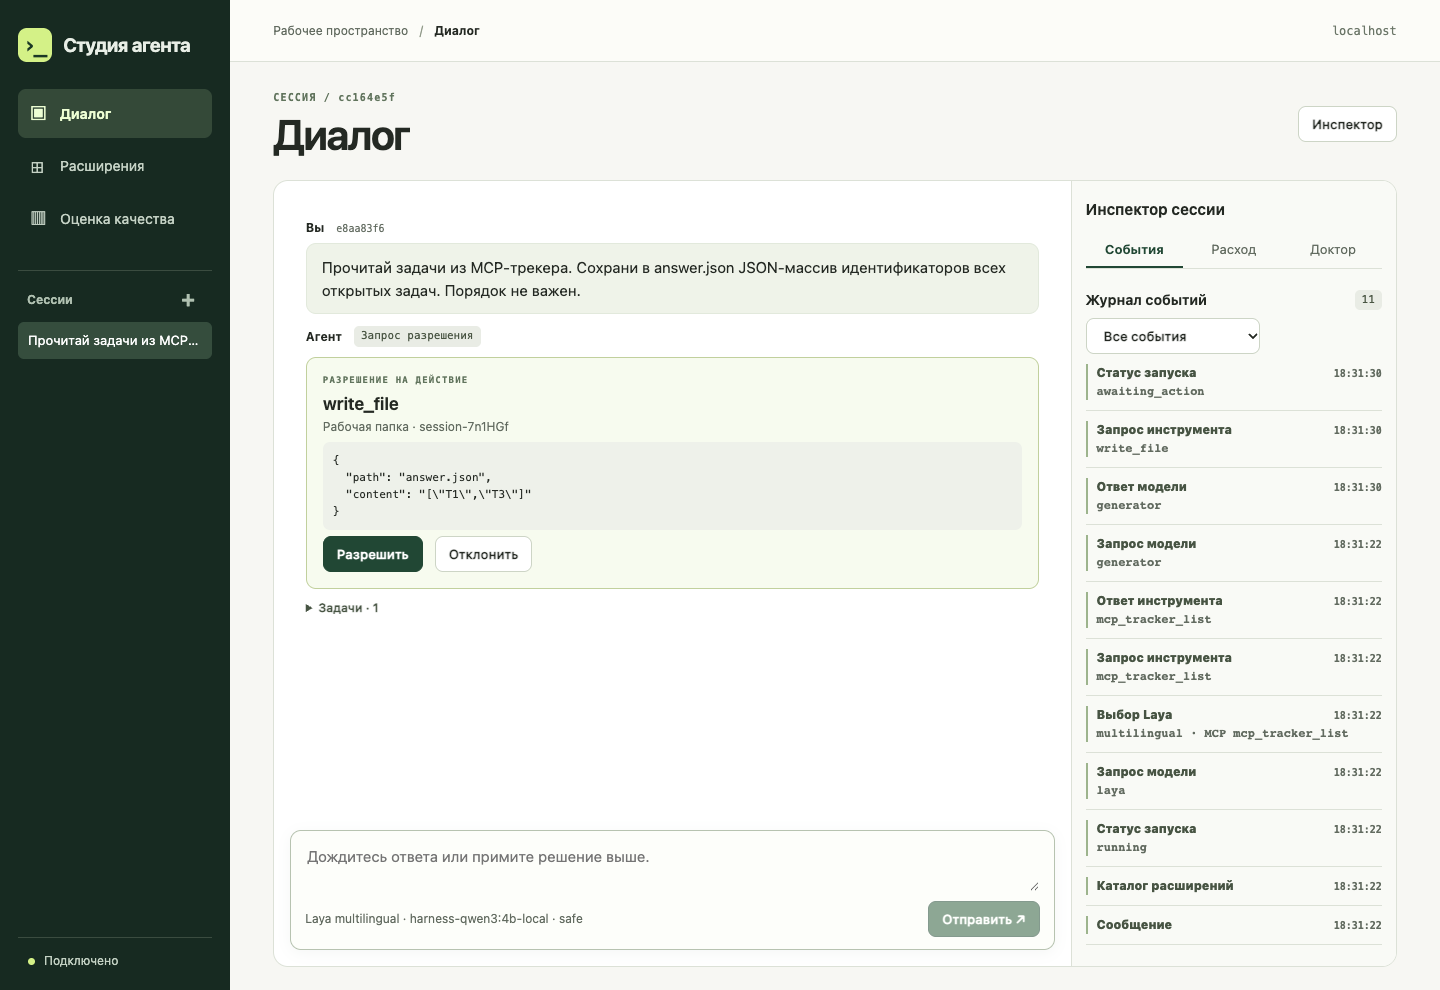 Студия агента
Диалог
Расширения
Оценка качества
Сессии
Прочитай задачи из MCP...
Подключено
Рабочее пространство / Диалог
localhost
СЕССИЯ / cc164e5f
Диалог
Инспектор
Вы e8aa83f6
Прочитай задачи из MCP-трекера. Сохрани в answer.json JSON-массив идентификаторов всех
открытых задач. Порядок не важен.
Агент Запрос разрешения
РАЗРЕШЕНИЕ НА ДЕЙСТВИЕ
write_file
Рабочая папка · session-7n1HGf
{
"path": "answer.json",
"content": "[\"T1\",\"T3\"]"
}
Разрешить Отклонить
Задачи · 1
Дождитесь ответа или примите решение выше.
Laya multilingual · harness-qwen3:4b-local · safe
Отправить ↗
Инспектор сессии
События Расход Доктор
Журнал событий 11
Все события
Статус запуска 18:31:30
awaiting_action
Запрос инструмента 18:31:30
write_file
Ответ модели 18:31:30
generator
Запрос модели 18:31:22
generator
Ответ инструмента 18:31:22
mcp_tracker_list
Запрос инструмента 18:31:22
mcp_tracker_list
Выбор Laya 18:31:22
multilingual · MCP mcp_tracker_list
Запрос модели 18:31:22
laya
Статус запуска 18:31:22
running
Каталог расширений 18:31:22
Сообщение 18:31:22